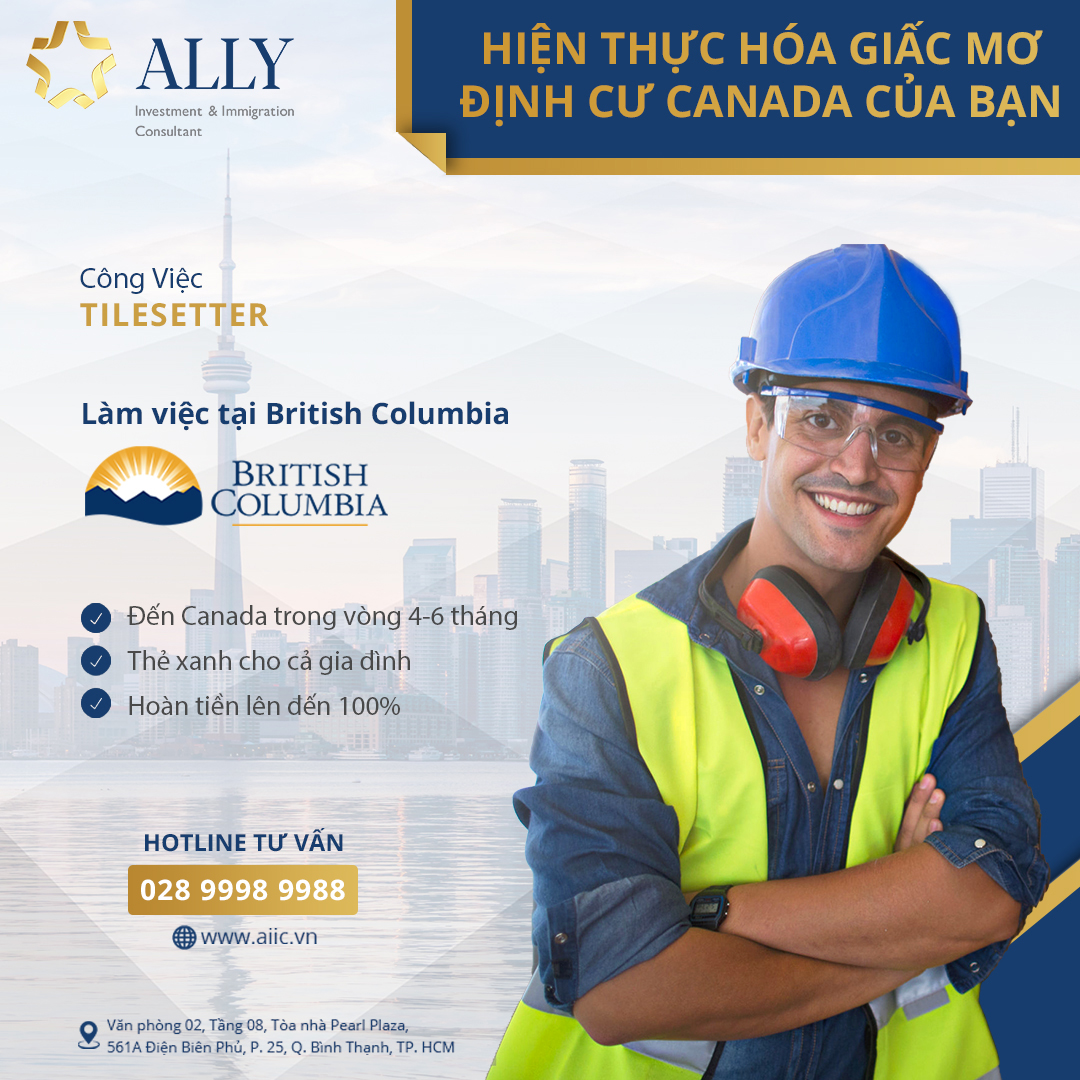 ALLY
Investment & Immigration
Consultant
HIỆN THỰC HÓA GIẤC MƠ
ĐỊNH CƯ CANADA CỦA BẠN
Công Việc
TILESETTER
Làm việc tại British Columbia
BRITISH
COLUMBIA
Đến Canada trong vòng 4-6 tháng
Thẻ xanh cho cả gia đình
Hoàn tiền lên đến 100%
HOTLINE TƯ VẤN
028 9998 9988
www.aiic.vn
Văn phòng 02, Tầng 08, Tòa nhà Pearl Plaza,
561A Điện Biên Phủ, P. 25, Q. Bình Thạnh, TP. HCM